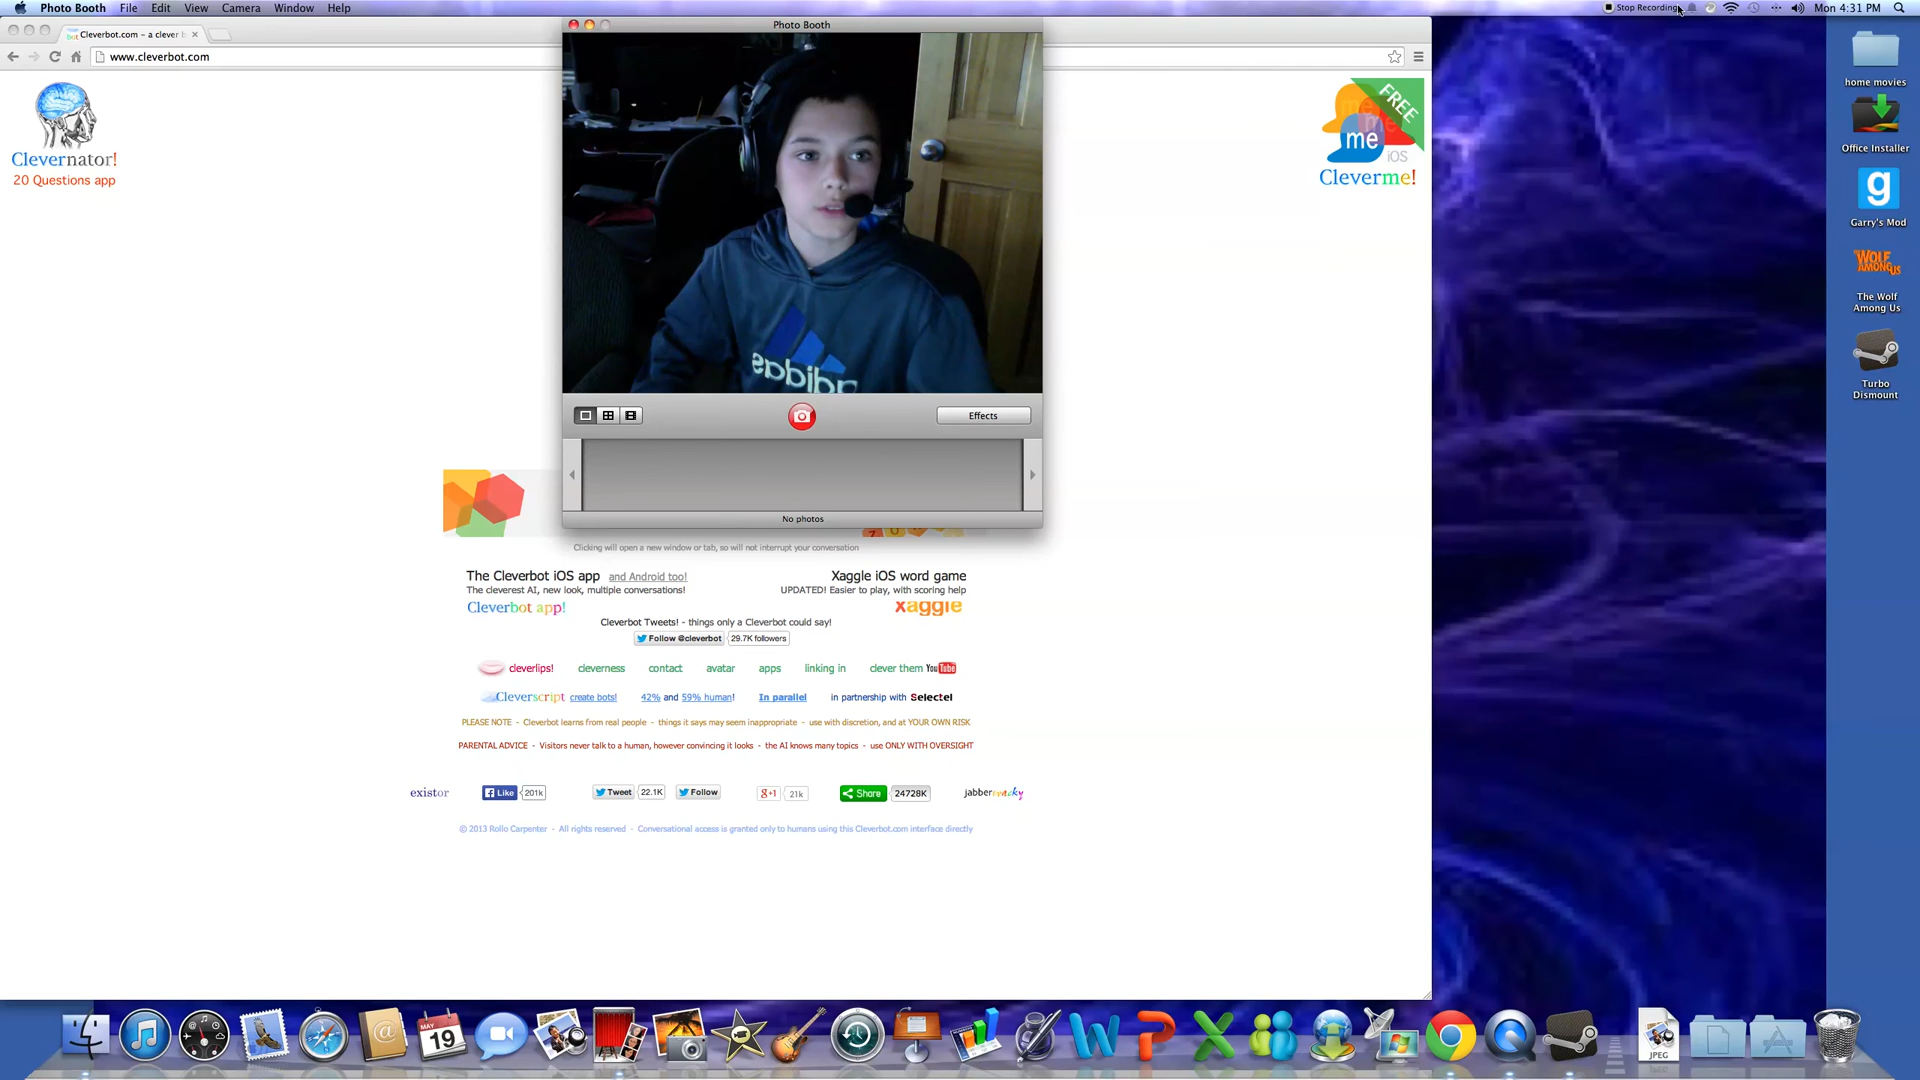 Photo Booth File Edit View Camera Window Help
Stop Recording
Mon 4:31 PM
Photo Booth
Cleverbot.com – a clever b
www.cleverbot.com
Clevernator!
20 Questions app
FREE
me
iOS
Cleverme!
home movies
Office Installer
g
Garry's Mod
WOLF
AMONG US
The Wolf
Among Us
Turbo
Dismount
adidas
Effects
No photos
Clicking will open a new window or tab, so will not interrupt your conversation
The Cleverbot iOS app and Android too!
The cleverest AI, new look, multiple conversations!
Cleverbot app!
Xaggle iOS word game
UPDATED! Easier to play, with scoring help
xaggle
Cleverbot Tweets! - things only a Cleverbot could say!
Follow @cleverbot 29.7K followers
cleverlips! cleverness contact avatar apps linking in clever them YouTube
Cleverscript create bots! 42% and 59% human! In parallel in partnership with Selectel
PLEASE NOTE - Cleverbot learns from real people - things it says may seem inappropriate - use with discretion, and at YOUR OWN RISK
PARENTAL ADVICE - Visitors never talk to a human, however convincing it looks - the AI knows many topics - use ONLY WITH OVERSIGHT
existor Like 201k Tweet 22.1K Follow g+1 21k Share 24728K jabberwacky
© 2013 Rollo Carpenter - All rights reserved - Conversational access is granted only to humans using this Cleverbot.com interface directly
MAY
19
JPEG